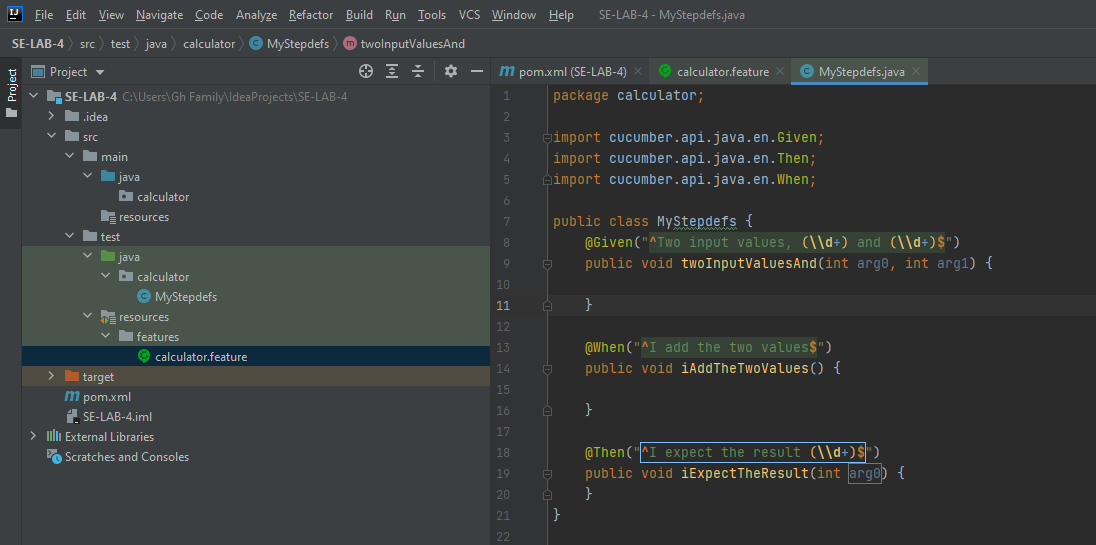 IJ File Edit View Navigate Code Analyze Refactor Build Run Tools VCS Window Help SE-LAB-4 - MyStepdefs.java
SE-LAB-4 src test java calculator C MyStepdefs m twoInputValuesAnd
Project
Project
m pom.xml (SE-LAB-4) calculator.feature C MyStepdefs.java
SE-LAB-4 C:\Users\Gh Family\IdeaProjects\SE-LAB-4
.idea
src
main
java
calculator
resources
test
java
calculator
C MyStepdefs
resources
features
calculator.feature
target
m pom.xml
SE-LAB-4.iml
External Libraries
Scratches and Consoles
1 package calculator;
2
3 import cucumber.api.java.en.Given;
4 import cucumber.api.java.en.Then;
5 import cucumber.api.java.en.When;
6
7 public class MyStepdefs {
8 @Given("^Two input values, (\\d+) and (\\d+)$")
9 public void twoInputValuesAnd(int arg0, int arg1) {
10
11 }
12
13 @When("^I add the two values$")
14 public void iAddTheTwoValues() {
15
16 }
17
18 @Then("^I expect the result (\\d+)$")
19 public void iExpectTheResult(int arg0) {
20 }
21 }
22